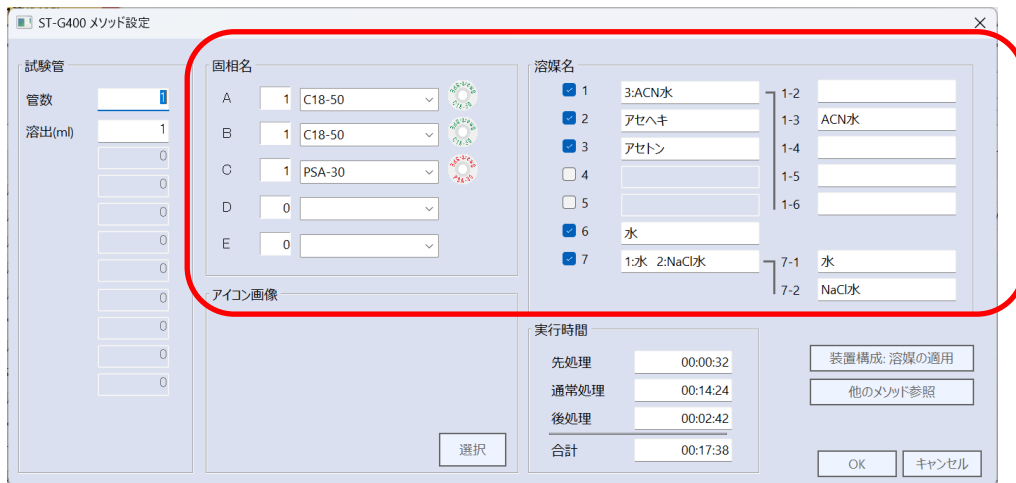 ST-G400 メソッド設定
試験管
管数 1
溶出(ml) 1
0
0
0
0
0
0
0
0
0
固相名
A 1 C18-50
B 1 C18-50
C 1 PSA-30
D 0
E 0
アイコン画像
選択
溶媒名
1 3:ACN水
2 アセヘキ
3 アセトン
4
5
6 水
7 1:水 2:NaCl水
1-2
1-3 ACN水
1-4
1-5
1-6
7-1 水
7-2 NaCl水
実行時間
先処理 00:00:32
通常処理 00:14:24
後処理 00:02:42
合計 00:17:38
装置構成: 溶媒の適用
他のメソッド参照
OK キャンセル